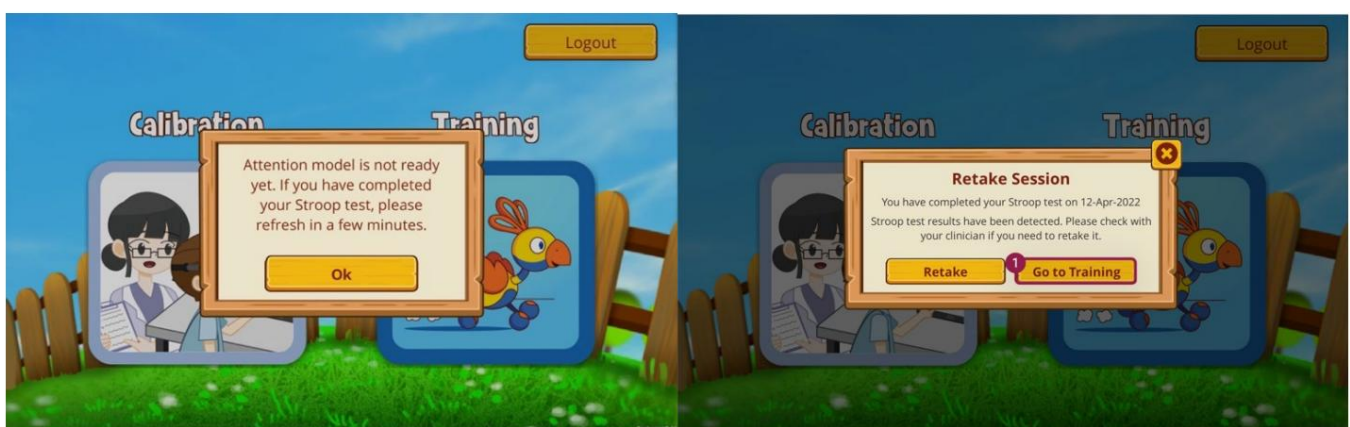 Logout
Calibration
Training
Attention model is not ready
yet. If you have completed
your Stroop test, please
refresh in a few minutes.
Ok
Logout
Calibration
Training
Retake Session
You have completed your Stroop test on 12-Apr-2022
Stroop test results have been detected. Please check with
your clinician if you need to retake it.
Retake
1
Go to Training